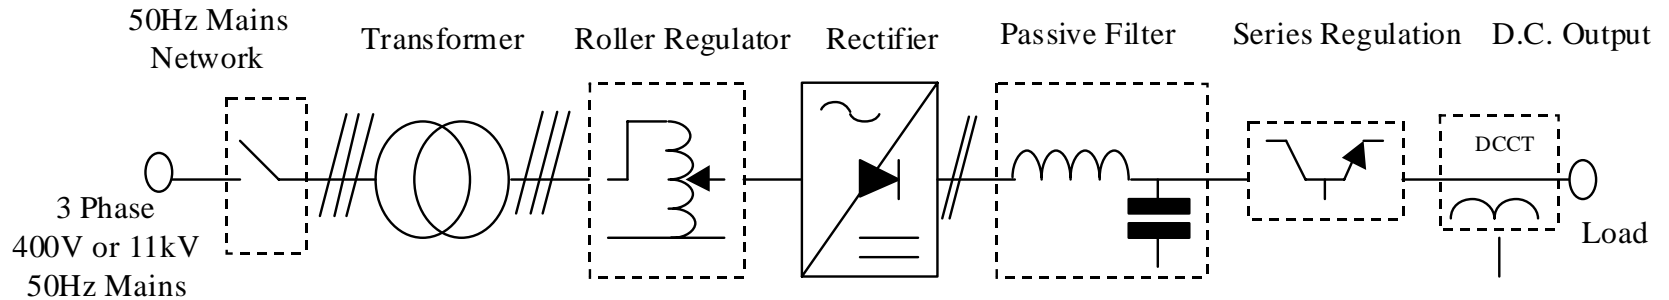 50Hz Mains
Network
Transformer
Roller Regulator
Rectifier
Passive Filter
Series Regulation
D.C. Output
DCCT
3 Phase
400V or 11kV
50Hz Mains
Load